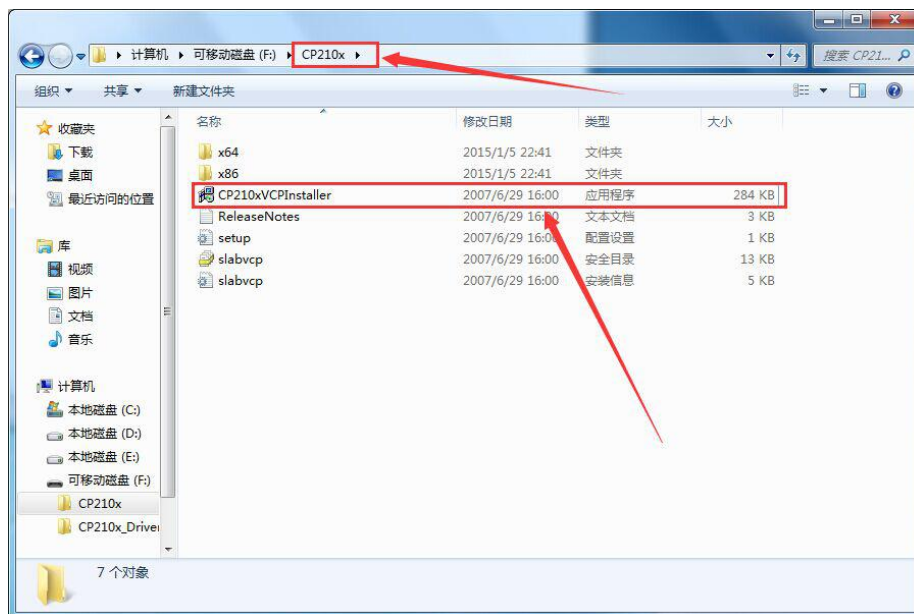 计算机 可移动磁盘 (F:) CP210x 搜索 CP21...
组织 共享 新建文件夹
收藏夹
下载
桌面
最近访问的位置
库
视频
图片
文档
音乐
计算机
本地磁盘 (C:)
本地磁盘 (D:)
本地磁盘 (E:)
可移动磁盘 (F:)
CP210x
CP210x_Driver
名称 修改日期 类型 大小
x64 2015/1/5 22:41 文件夹
x86 2015/1/5 22:41 文件夹
CP210xVCPInstaller 2007/6/29 16:00 应用程序 284 KB
ReleaseNotes 2007/6/29 16:00 文本文档 3 KB
setup 2007/6/29 16:00 配置设置 1 KB
slabvcp 2007/6/29 16:00 安全目录 13 KB
slabvcp 2007/6/29 16:00 安装信息 5 KB
7 个对象